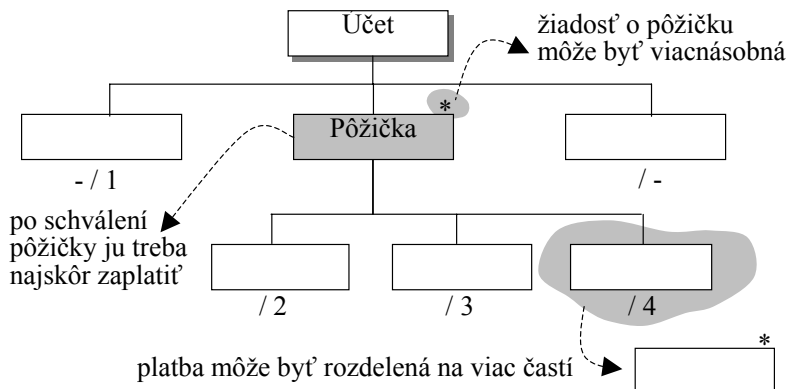 Účet
žiadosť o pôžičku
môže byť viacnásobná
*
Pôžička
- / 1
/ -
po schválení
pôžičky ju treba
najskôr zaplatiť
/ 2
/ 3
/ 4
platba môže byť rozdelená na viac častí
*